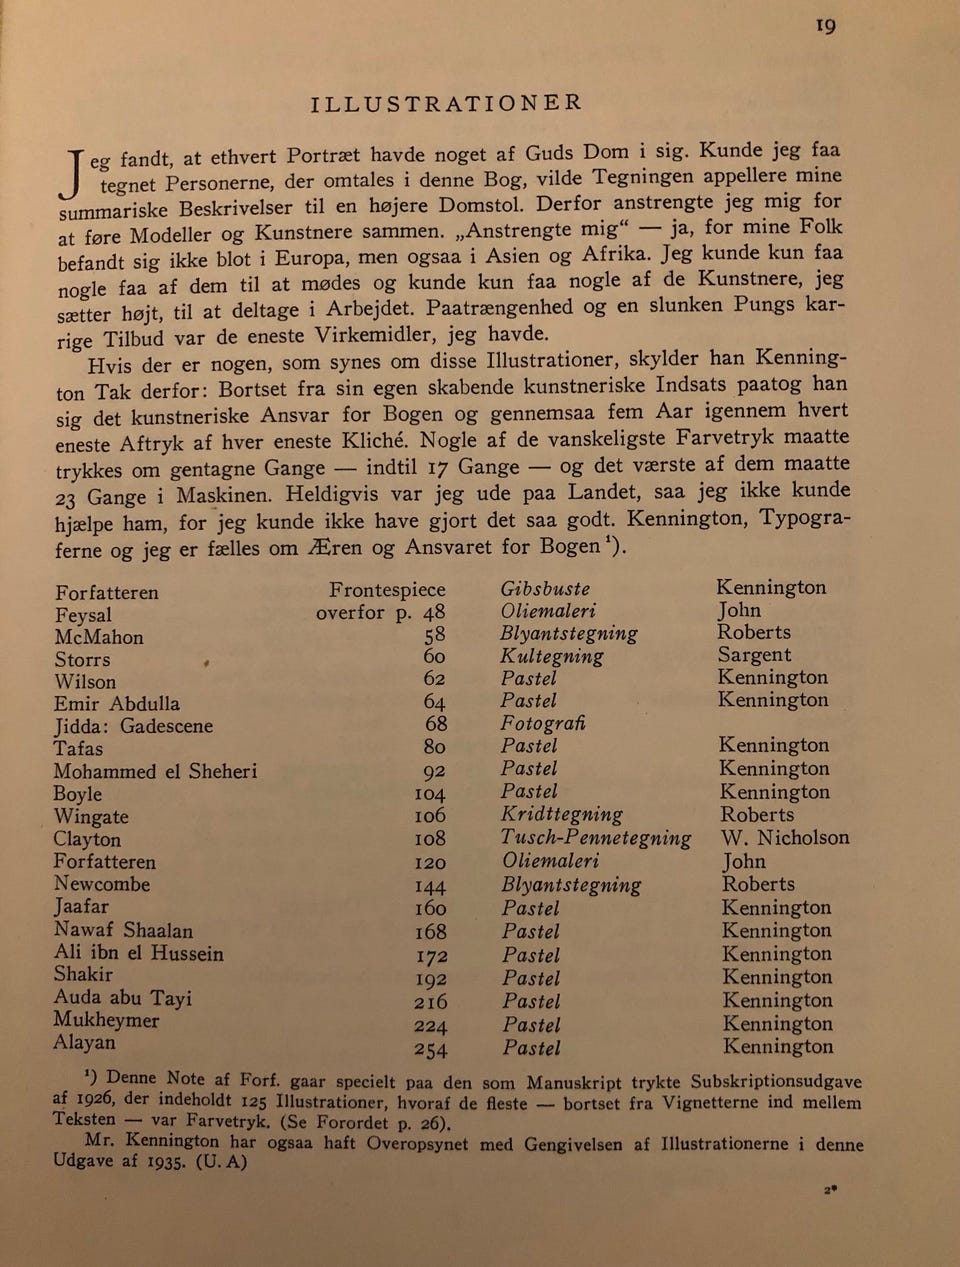 19
ILLUSTRATIONER
Jeg fandt, at ethvert Portræt havde noget af Guds Dom i sig. Kunde jeg faa
tegnet Personerne, der omtales i denne Bog, vilde Tegningen appellere mine
summariske Beskrivelser til en højere Domstol. Derfor anstrengte jeg mig for
at føre Modeller og Kunstnere sammen. „Anstrengte mig“ — ja, for mine Folk
befandt sig ikke blot i Europa, men ogsaa i Asien og Afrika. Jeg kunde kun faa
nogle faa af dem til at mødes og kunde kun faa nogle af de Kunstnere, jeg
sætter højt, til at deltage i Arbejdet. Paatrængenhed og en slunken Pungs kar-
rige Tilbud var de eneste Virkemidler, jeg havde.
Hvis der er nogen, som synes om disse Illustrationer, skylder han Kenning-
ton Tak derfor: Bortset fra sin egen skabende kunstneriske Indsats paatog han
sig det kunstneriske Ansvar for Bogen og gennemsaa fem Aar igennem hvert
eneste Aftryk af hver eneste Kliché. Nogle af de vanskeligste Farvetryk maatte
trykkes om gentagne Gange — indtil 17 Gange — og det værste af dem maatte
23 Gange i Maskinen. Heldigvis var jeg ude paa Landet, saa jeg ikke kunde
hjælpe ham, for jeg kunde ikke have gjort det saa godt. Kennington, Typogra-
ferne og jeg er fælles om Æren og Ansvaret for Bogen ¹).
Forfatteren Frontespiece Gibsbuste Kennington
Feysal overfor p. 48 Oliemaleri John
McMahon 58 Blyantstegning Roberts
Storrs 60 Kultegning Sargent
Wilson 62 Pastel Kennington
Emir Abdulla 64 Pastel Kennington
Jidda: Gadescene 68 Fotografi
Tafas 80 Pastel Kennington
Mohammed el Sheheri 92 Pastel Kennington
Boyle 104 Pastel Kennington
Wingate 106 Kridttegning Roberts
Clayton 108 Tusch-Pennetegning W. Nicholson
Forfatteren 120 Oliemaleri John
Newcombe 144 Blyantstegning Roberts
Jaafar 160 Pastel Kennington
Nawaf Shaalan 168 Pastel Kennington
Ali ibn el Hussein 172 Pastel Kennington
Shakir 192 Pastel Kennington
Auda abu Tayi 216 Pastel Kennington
Mukheymer 224 Pastel Kennington
Alayan 254 Pastel Kennington
¹) Denne Note af Forf. gaar specielt paa den som Manuskript trykte Subskriptionsudgave
af 1926, der indeholdt 125 Illustrationer, hvoraf de fleste — bortset fra Vignetterne ind mellem
Teksten — var Farvetryk. (Se Forordet p. 26).
Mr. Kennington har ogsaa haft Overopsynet med Gengivelsen af Illustrationerne i denne
Udgave af 1935. (U. A)
2*